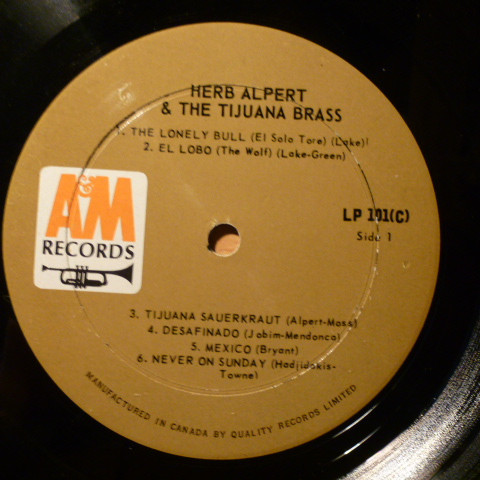 HERB ALPERT
& THE TIJUANA BRASS
1. THE LONELY BULL (El Solo Tore) (Lake)
2. EL LOBO (The Wolf) (Lake-Green)
A&M
RECORDS
LP 101(C)
Side 1
3. TIJUANA SAUERKRAUT (Alpert-Moss)
4. DESAFINADO (Jobim-Mendonca)
5. MEXICO (Bryant)
6. NEVER ON SUNDAY (Hadjidakis-
Towne)
MANUFACTURED IN CANADA BY QUALITY RECORDS LIMITED